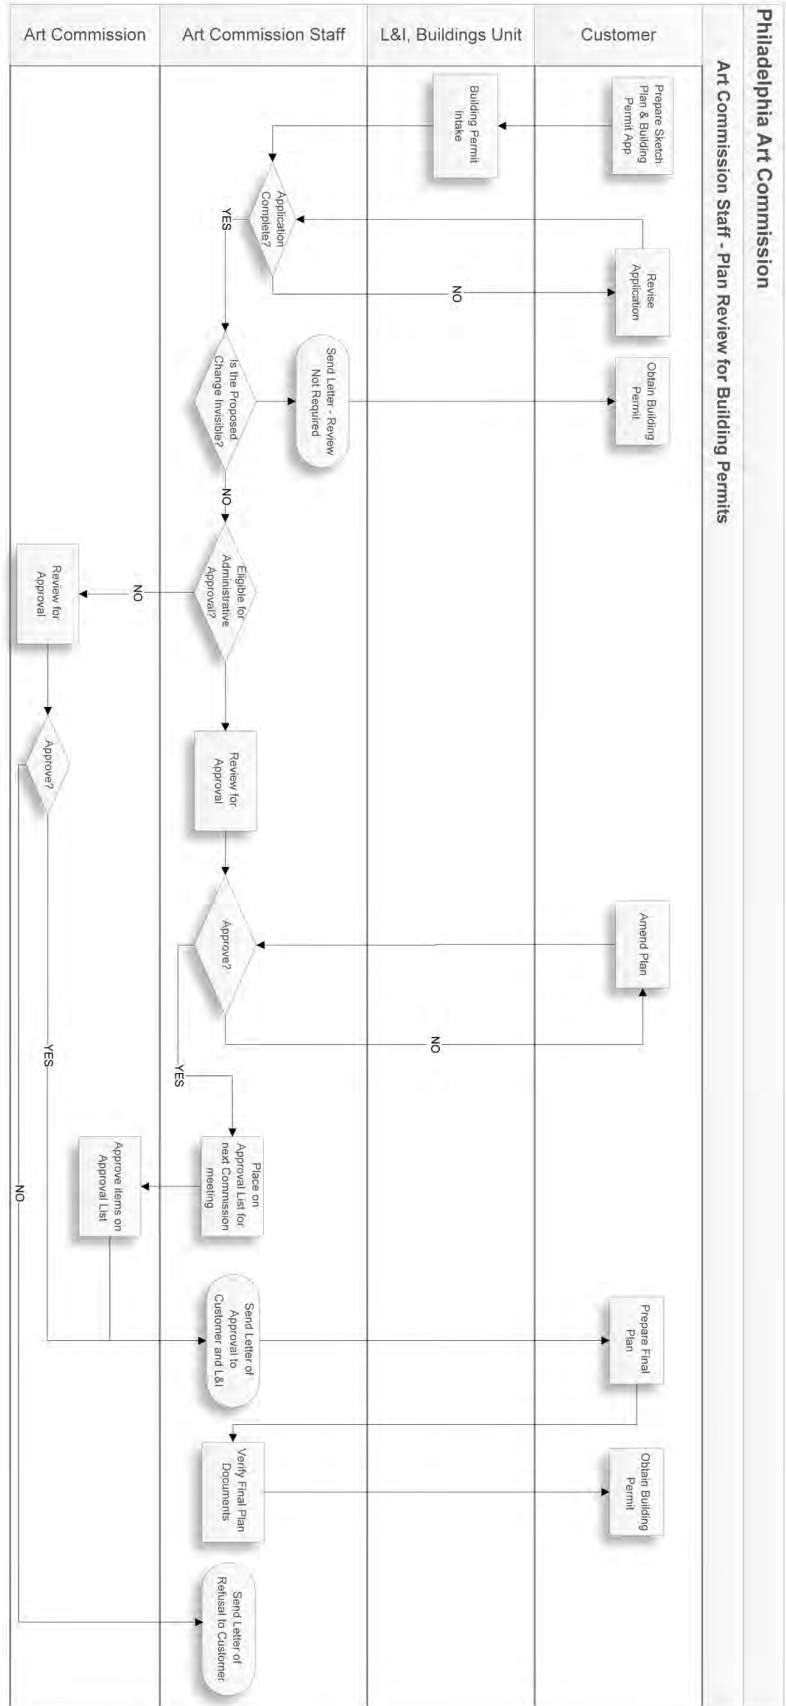 Philadelphia Art Commission
Art Commission Staff - Plan Review for Building Permits
Customer
Prepare Sketch
Plan & Building
Permit App
Revise
Application
Obtain Building
Permit
Amend Plan
Prepare Final
Plan
Obtain Building
Permit
L&I, Buildings Unit
Building Permit
Intake
NO
NO
Art Commission Staff
Application
Complete?
YES
Send Letter - Review
Not Required
Is the Proposed
Change Invisible?
NO
Eligible for
Administrative
Approval?
Review for
Approval
Approve?
YES
Place on
Approval List for
next Commission
meeting
Send Letter of
Approval to
Customer and L&I
Verify Final Plan
Documents
Send Letter of
Refusal to Customer
Art Commission
NO
Review for
Approval
Approve?
YES
Approve items on
Approval List
NO